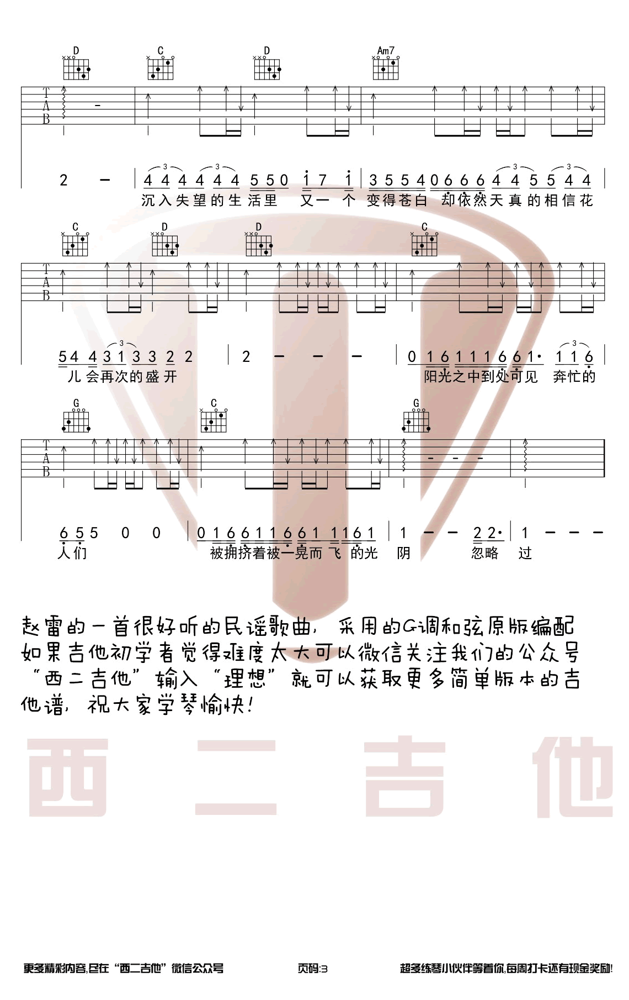 D C D Am7
T A B
2 - 4 4 4 4 4 4 5 5 0 1 7 1 3 5 5 4 0 6 6 6 4 4 5 5 4 4
沉入失望的生活里 又一个 变得苍白 却依然天真的相信花
C D D C
T A B
5 4 4 3 1 3 3 2 2 2 - - - 0 1 6 1 1 1 6 6 1· 1 1 6
儿会再次的盛开 阳光之中到处可见 奔忙的
G C G
T A B
6 5 5 0 0 0 1 6 6 1 1 6 6 1 1 1 6 1 1 - - 2 2· 1 - - -
人们 被拥挤着被一晃而飞的光 阴 忽略 过
赵雷的一首很好听的民谣歌曲, 采用的G调和弦原版编配
如果吉他初学者觉得难度太大可以微信关注我们的公众号
“西二吉他”输入“理想”就可以获取更多简单版本的吉
他谱, 祝大家学琴愉快!
西二吉他
更多精彩内容,尽在“西二吉他”微信公众号 页码:3 超多练琴小伙伴等着你,每周打卡还有现金奖励!